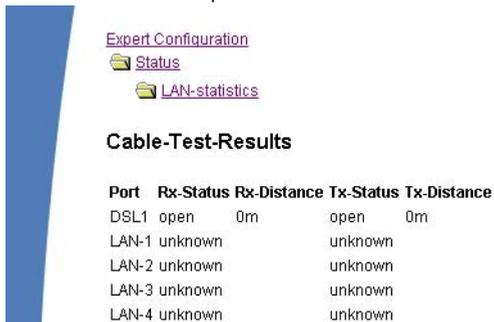 Expert Configuration
Status
LAN-statistics
Cable-Test-Results
Port Rx-Status Rx-Distance Tx-Status Tx-Distance
DSL1 open 0m open 0m
LAN-1 unknown unknown
LAN-2 unknown unknown
LAN-3 unknown unknown
LAN-4 unknown unknown